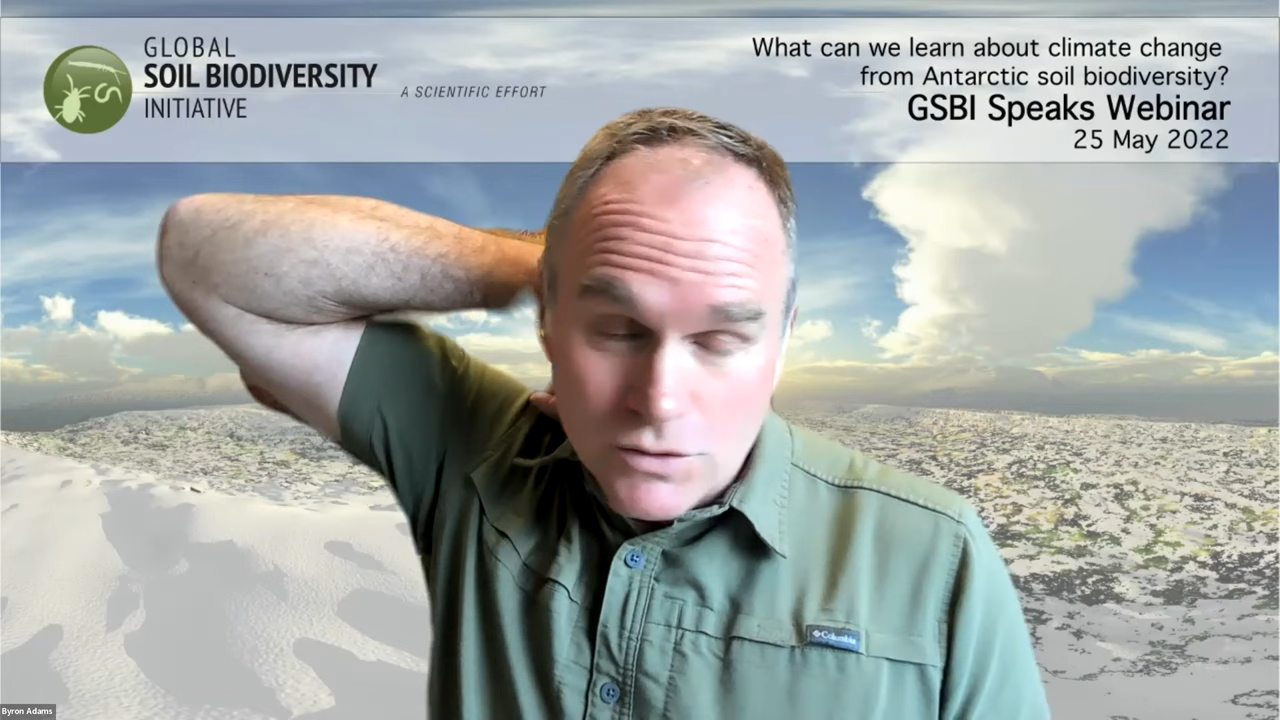 GLOBAL
SOIL BIODIVERSITY
INITIATIVE
A SCIENTIFIC EFFORT
What can we learn about climate change
from Antarctic soil biodiversity?
GSBI Speaks Webinar
25 May 2022
Columbia
Byron Adams